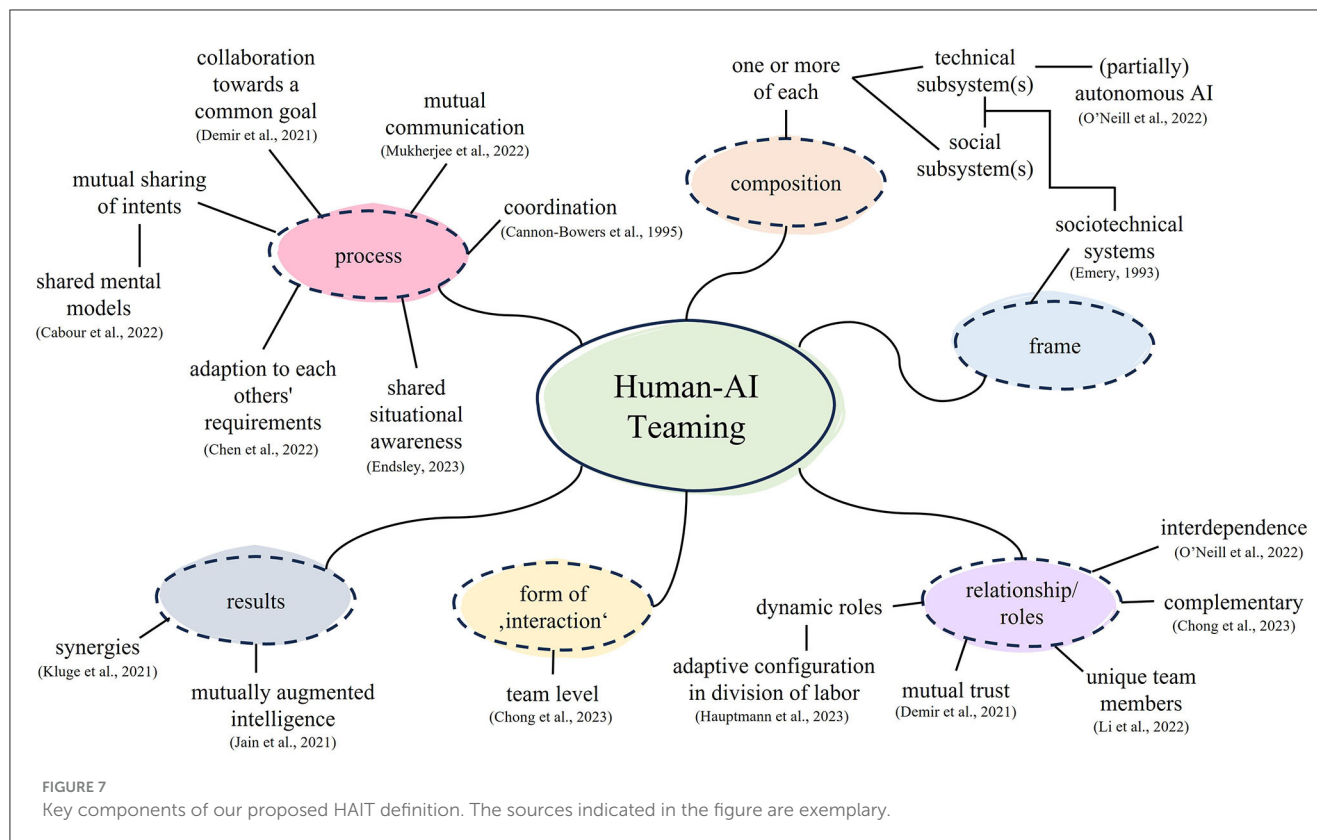 collaboration
towards a
common goal
(Demir et al., 2021)
mutual
communication
(Mukherjee et al., 2022)
mutual sharing
of intents
coordination
(Cannon-Bowers et al., 1995)
process
shared mental
models
(Cabour et al., 2022)
adaption to each
others'
requirements
(Chen et al., 2022)
shared
situational
awareness
(Endsley, 2023)
one or more
of each
technical
subsystem(s)
(partially)
autonomous AI
(O'Neill et al., 2022)
social
subsystem(s)
composition
sociotechnical
systems
(Emery, 1993)
frame
Human-AI
Teaming
results
synergies
(Kluge et al., 2021)
mutually augmented
intelligence
(Jain et al., 2021)
form of
‚interaction‘
team level
(Chong et al., 2023)
relationship/
roles
interdependence
(O'Neill et al., 2022)
complementary
(Chong et al., 2023)
dynamic roles
adaptive configuration
in division of labor
(Hauptmann et al., 2023)
mutual trust
(Demir et al., 2021)
unique team
members
(Li et al., 2022)
FIGURE 7
Key components of our proposed HAIT definition. The sources indicated in the figure are exemplary.